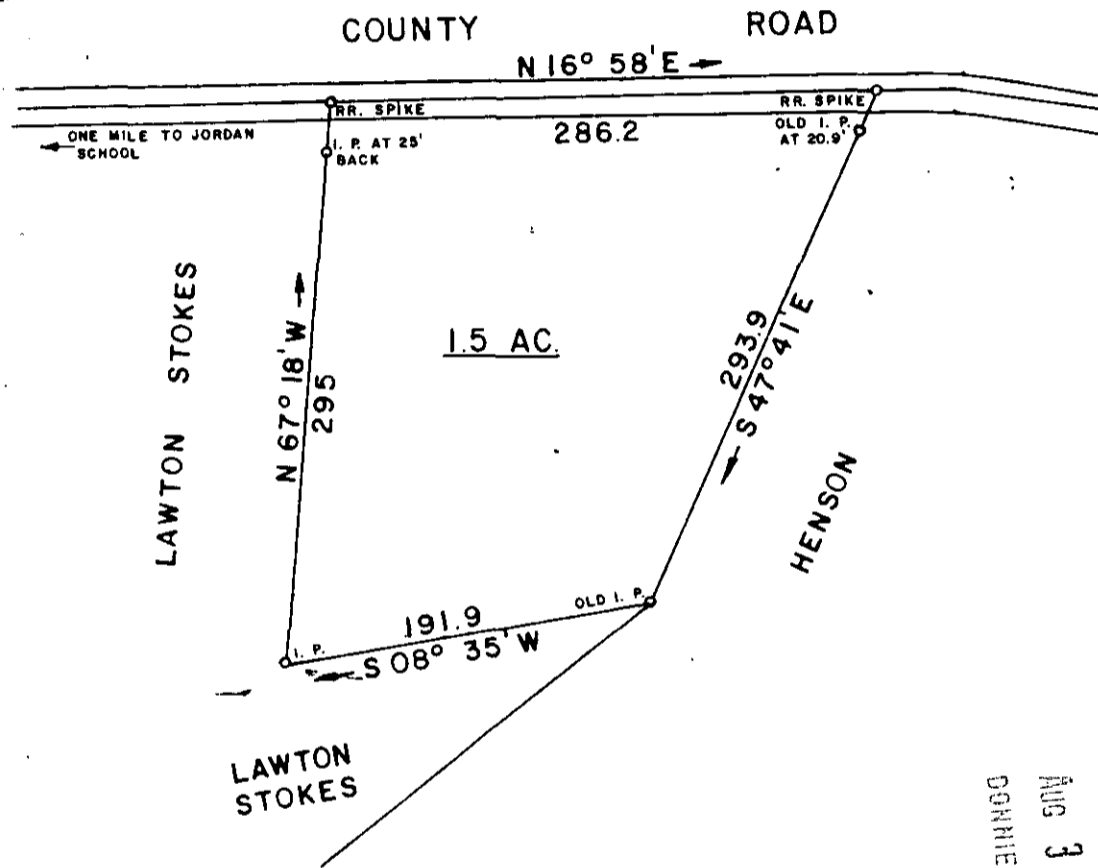 COUNTY ROAD
N 16° 58' E
RR. SPIKE
RR. SPIKE
286.2
ONE MILE TO JORDAN
SCHOOL
I. P. AT 25'
BACK
OLD I. P.
AT 20.9'
LAWTON STOKES
N 67° 18' W
295
1.5 AC.
293.9
S 47° 41' E
HENSON
191.9
OLD I. P.
I. P.
S 08° 35' W
LAWTON
STOKES
AUG 3
DONNIE